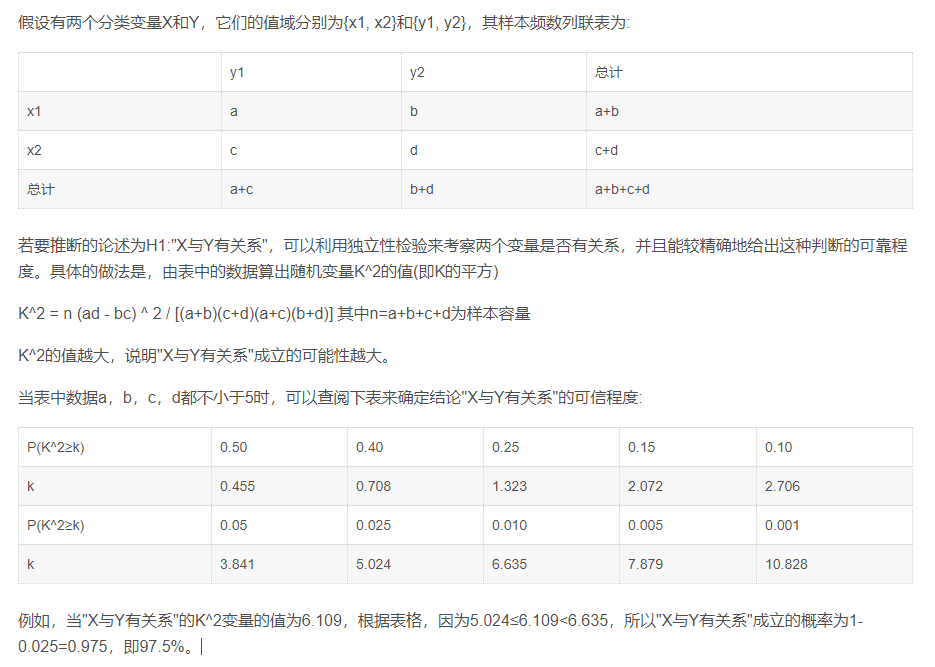 假设有两个分类变量X和Y，它们的值域分别为{x1, x2}和{y1, y2}，其样本频数列联表为:
y1 y2 总计
x1 a b a+b
x2 c d c+d
总计 a+c b+d a+b+c+d
若要推断的论述为H1:"X与Y有关系"，可以利用独立性检验来考察两个变量是否有关系，并且能较精确地给出这种判断的可靠程
度。具体的做法是，由表中的数据算出随机变量K^2的值(即K的平方)
K^2 = n (ad - bc) ^ 2 / [(a+b)(c+d)(a+c)(b+d)] 其中n=a+b+c+d为样本容量
K^2的值越大，说明"X与Y有关系"成立的可能性越大。
当表中数据a，b，c，d都不小于5时，可以查阅下表来确定结论"X与Y有关系"的可信程度:
P(K^2≥k) 0.50 0.40 0.25 0.15 0.10
k 0.455 0.708 1.323 2.072 2.706
P(K^2≥k) 0.05 0.025 0.010 0.005 0.001
k 3.841 5.024 6.635 7.879 10.828
例如，当"X与Y有关系"的K^2变量的值为6.109，根据表格，因为5.024≤6.109<6.635，所以"X与Y有关系"成立的概率为1-
0.025=0.975，即97.5%。